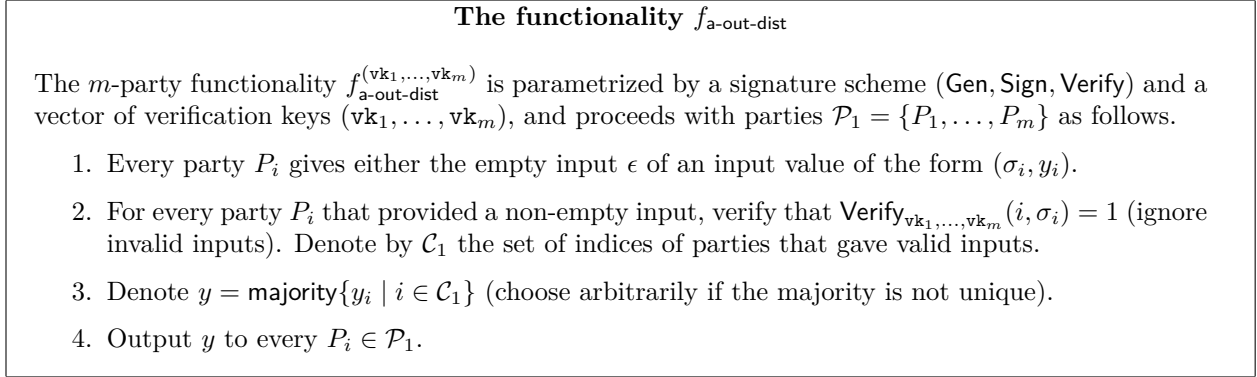 The functionality f_{a-out-dist}
The m-party functionality f_{a-out-dist}^{(vk_1,...,vk_m)} is parametrized by a signature scheme (Gen, Sign, Verify) and a
vector of verification keys (vk_1, . . . , vk_m), and proceeds with parties 𝒫_1 = {P_1, . . . , P_m} as follows.
1. Every party P_i gives either the empty input ϵ of an input value of the form (σ_i, y_i).
2. For every party P_i that provided a non-empty input, verify that Verify_{vk_1,...,vk_m}(i, σ_i) = 1 (ignore
invalid inputs). Denote by 𝒞_1 the set of indices of parties that gave valid inputs.
3. Denote y = majority{y_i | i ∈ 𝒞_1} (choose arbitrarily if the majority is not unique).
4. Output y to every P_i ∈ 𝒫_1.